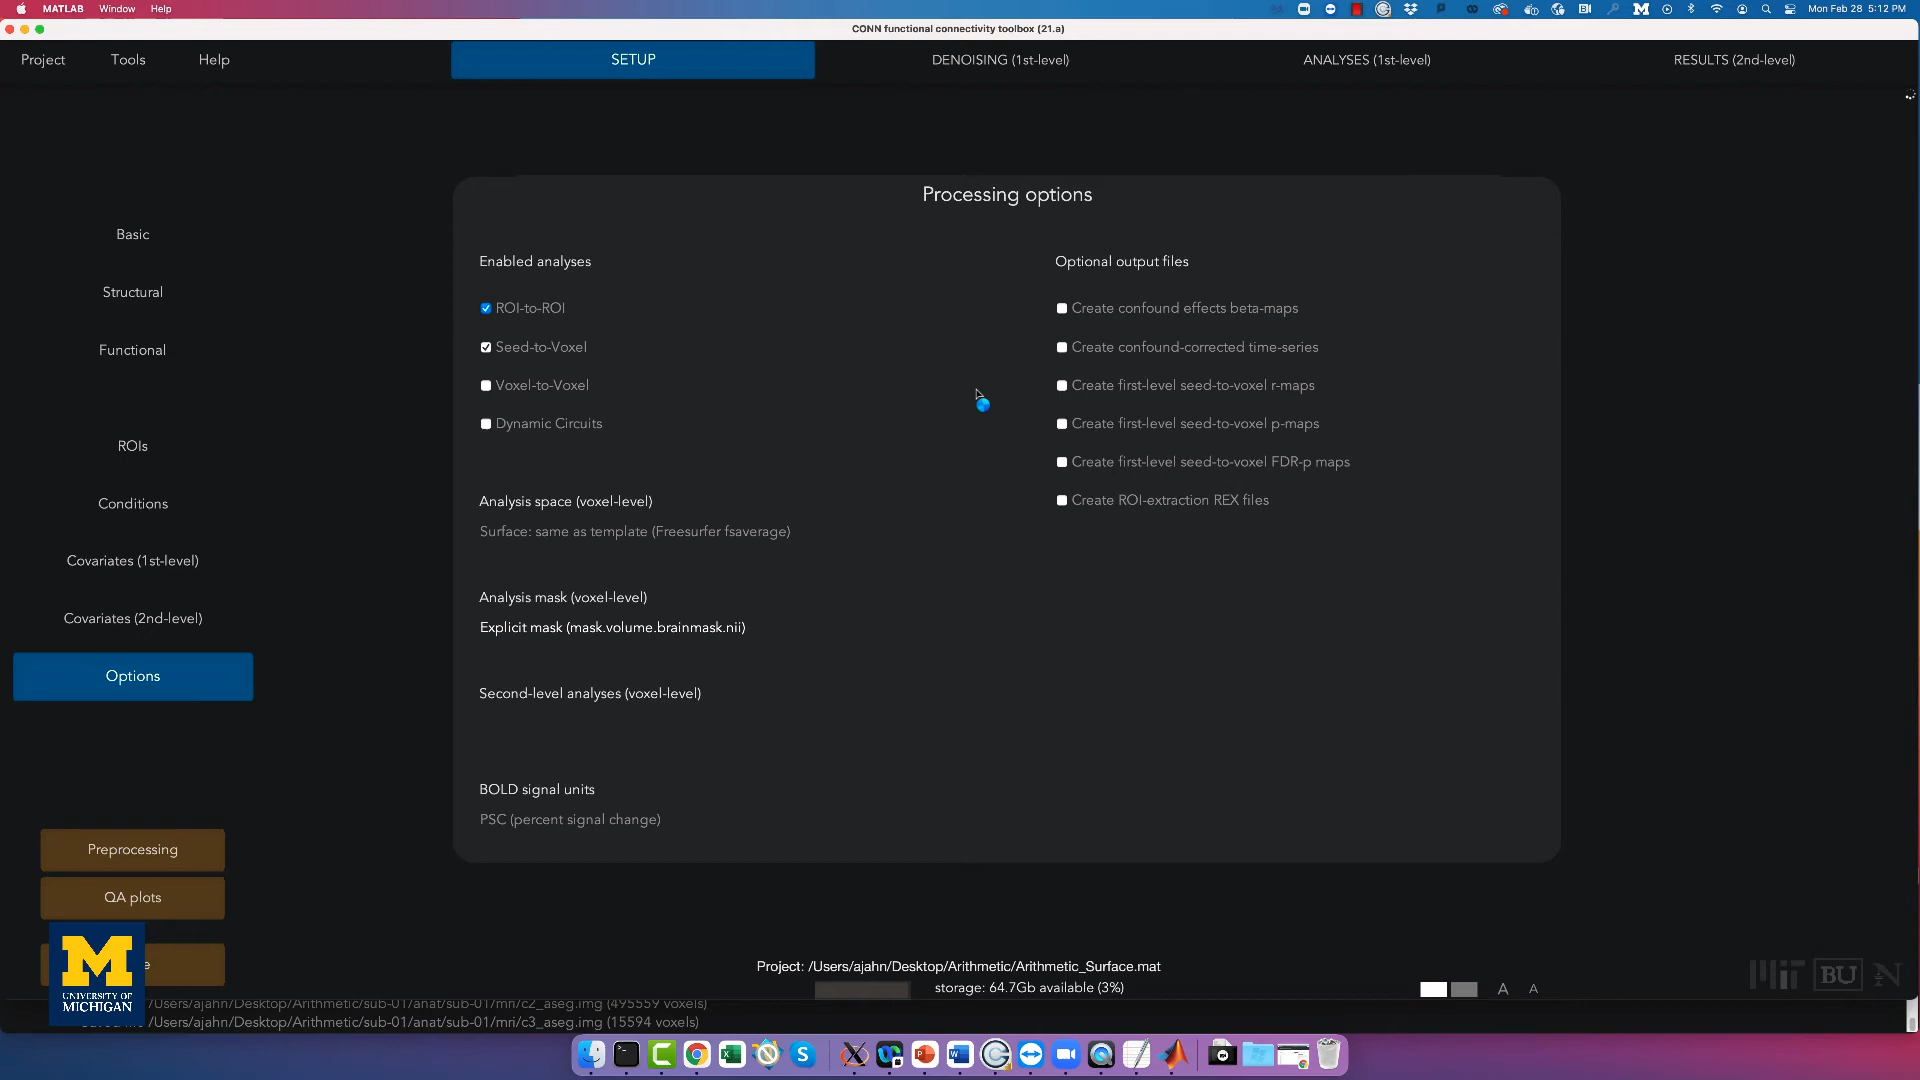 MATLAB Window Help
Mon Feb 28 5:12 PM
CONN functional connectivity toolbox (21.a)
Project Tools Help SETUP DENOISING (1st-level) ANALYSES (1st-level) RESULTS (2nd-level)
Basic
Structural
Functional
ROIs
Conditions
Covariates (1st-level)
Covariates (2nd-level)
Options
Preprocessing
QA plots
Processing options
Enabled analyses
ROI-to-ROI
Seed-to-Voxel
Voxel-to-Voxel
Dynamic Circuits
Analysis space (voxel-level)
Surface: same as template (Freesurfer fsaverage)
Analysis mask (voxel-level)
Explicit mask (mask.volume.brainmask.nii)
Second-level analyses (voxel-level)
BOLD signal units
PSC (percent signal change)
Optional output files
Create confound effects beta-maps
Create confound-corrected time-series
Create first-level seed-to-voxel r-maps
Create first-level seed-to-voxel p-maps
Create first-level seed-to-voxel FDR-p maps
Create ROI-extraction REX files
Project: /Users/ajahn/Desktop/Arithmetic/Arithmetic_Surface.mat
storage: 64.7Gb available (3%)
A A
MIT BU N
M
UNIVERSITY OF
MICHIGAN
/Users/ajahn/Desktop/Arithmetic/sub-01/anat/sub-01/mri/c2_aseg.img (495559 voxels)
/Users/ajahn/Desktop/Arithmetic/sub-01/anat/sub-01/mri/c3_aseg.img (15594 voxels)